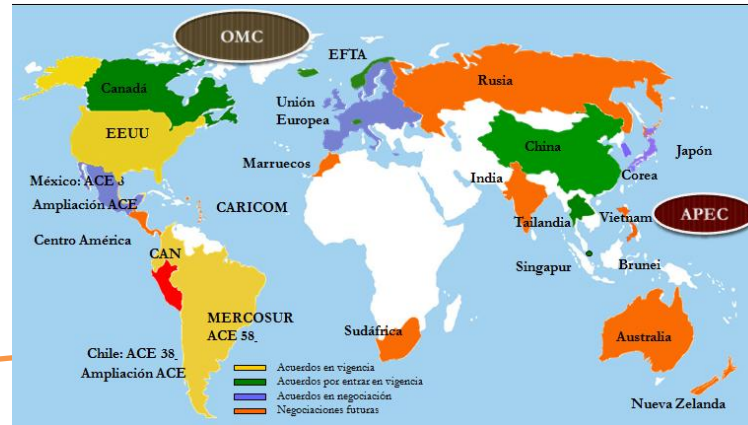 OMC
EFTA
Canadá
Rusia
Unión
Europea
EEUU
China
Japón
Marruecos
India
Corea
México: ACE 8
Ampliación ACE
CARICOM
Tailandia
Vietnam
APEC
Centro América
CAN
Singapur
Brunei
MERCOSUR
ACE 58
Sudáfrica
Australia
Chile: ACE 38
Ampliación ACE
Acuerdos en vigencia
Acuerdos por entrar en vigencia
Acuerdos en negociación
Negociaciones futuras
Nueva Zelanda